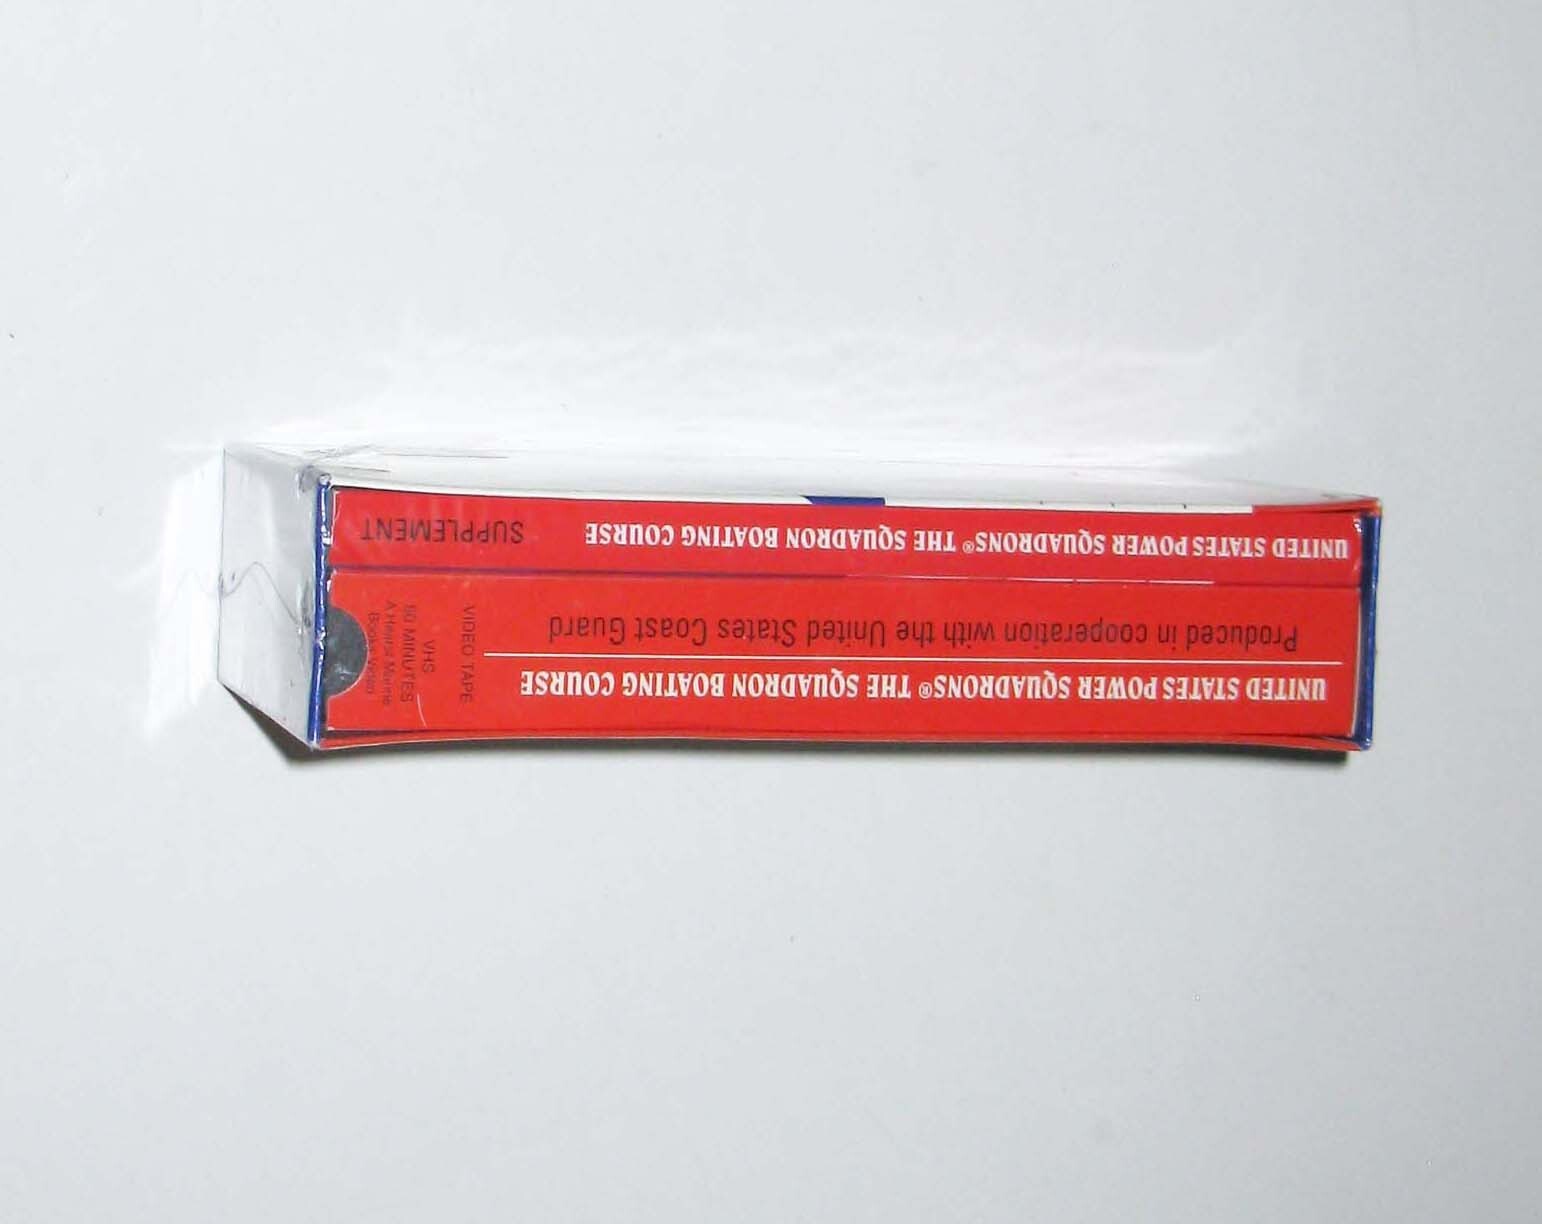 UNITED STATES POWER SQUADRONS® THE SQUADRON BOATING COURSE
Produced in cooperation with the United States Coast Guard
VIDEO TAPE
VHS
90 MINUTES
A Hearst Marine
Books Video
UNITED STATES POWER SQUADRONS® THE SQUADRON BOATING COURSE SUPPLEMENT